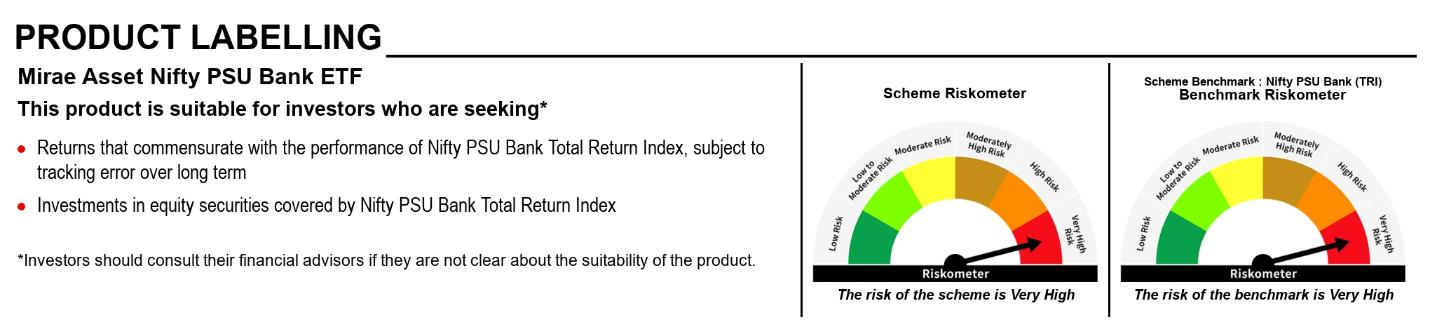 PRODUCT LABELLING
Mirae Asset Nifty PSU Bank ETF
This product is suitable for investors who are seeking*
• Returns that commensurate with the performance of Nifty PSU Bank Total Return Index, subject to
tracking error over long term
• Investments in equity securities covered by Nifty PSU Bank Total Return Index
*Investors should consult their financial advisors if they are not clear about the suitability of the product.
Scheme Riskometer
Low Risk
Low to
Moderate Risk
Moderate Risk
Moderately
High Risk
High Risk
Very High
Risk
Riskometer
The risk of the scheme is Very High
Scheme Benchmark : Nifty PSU Bank (TRI)
Benchmark Riskometer
Low Risk
Low to
Moderate Risk
Moderate Risk
Moderately
High Risk
High Risk
Very High
Risk
Riskometer
The risk of the benchmark is Very High